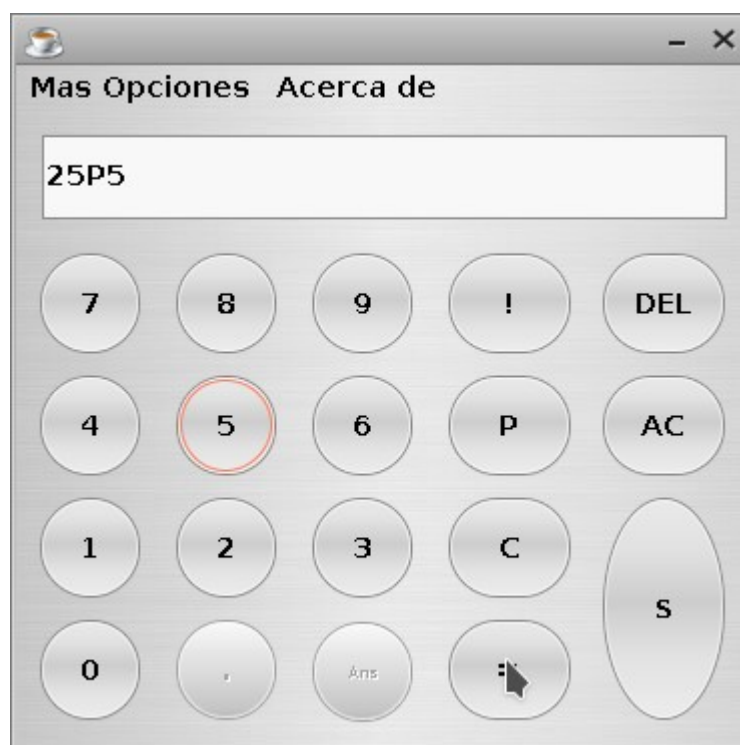 Mas Opciones Acerca de
25P5
7 8 9 ! DEL
4 5 6 P AC
1 2 3 C
S
0 . Ans